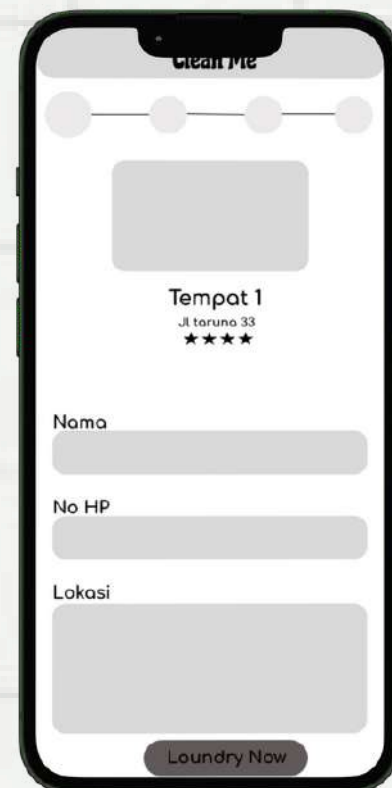 Clean Me
Tempat 1
Jl taruna 33
★★★★
Nama
No HP
Lokasi
Loundry Now